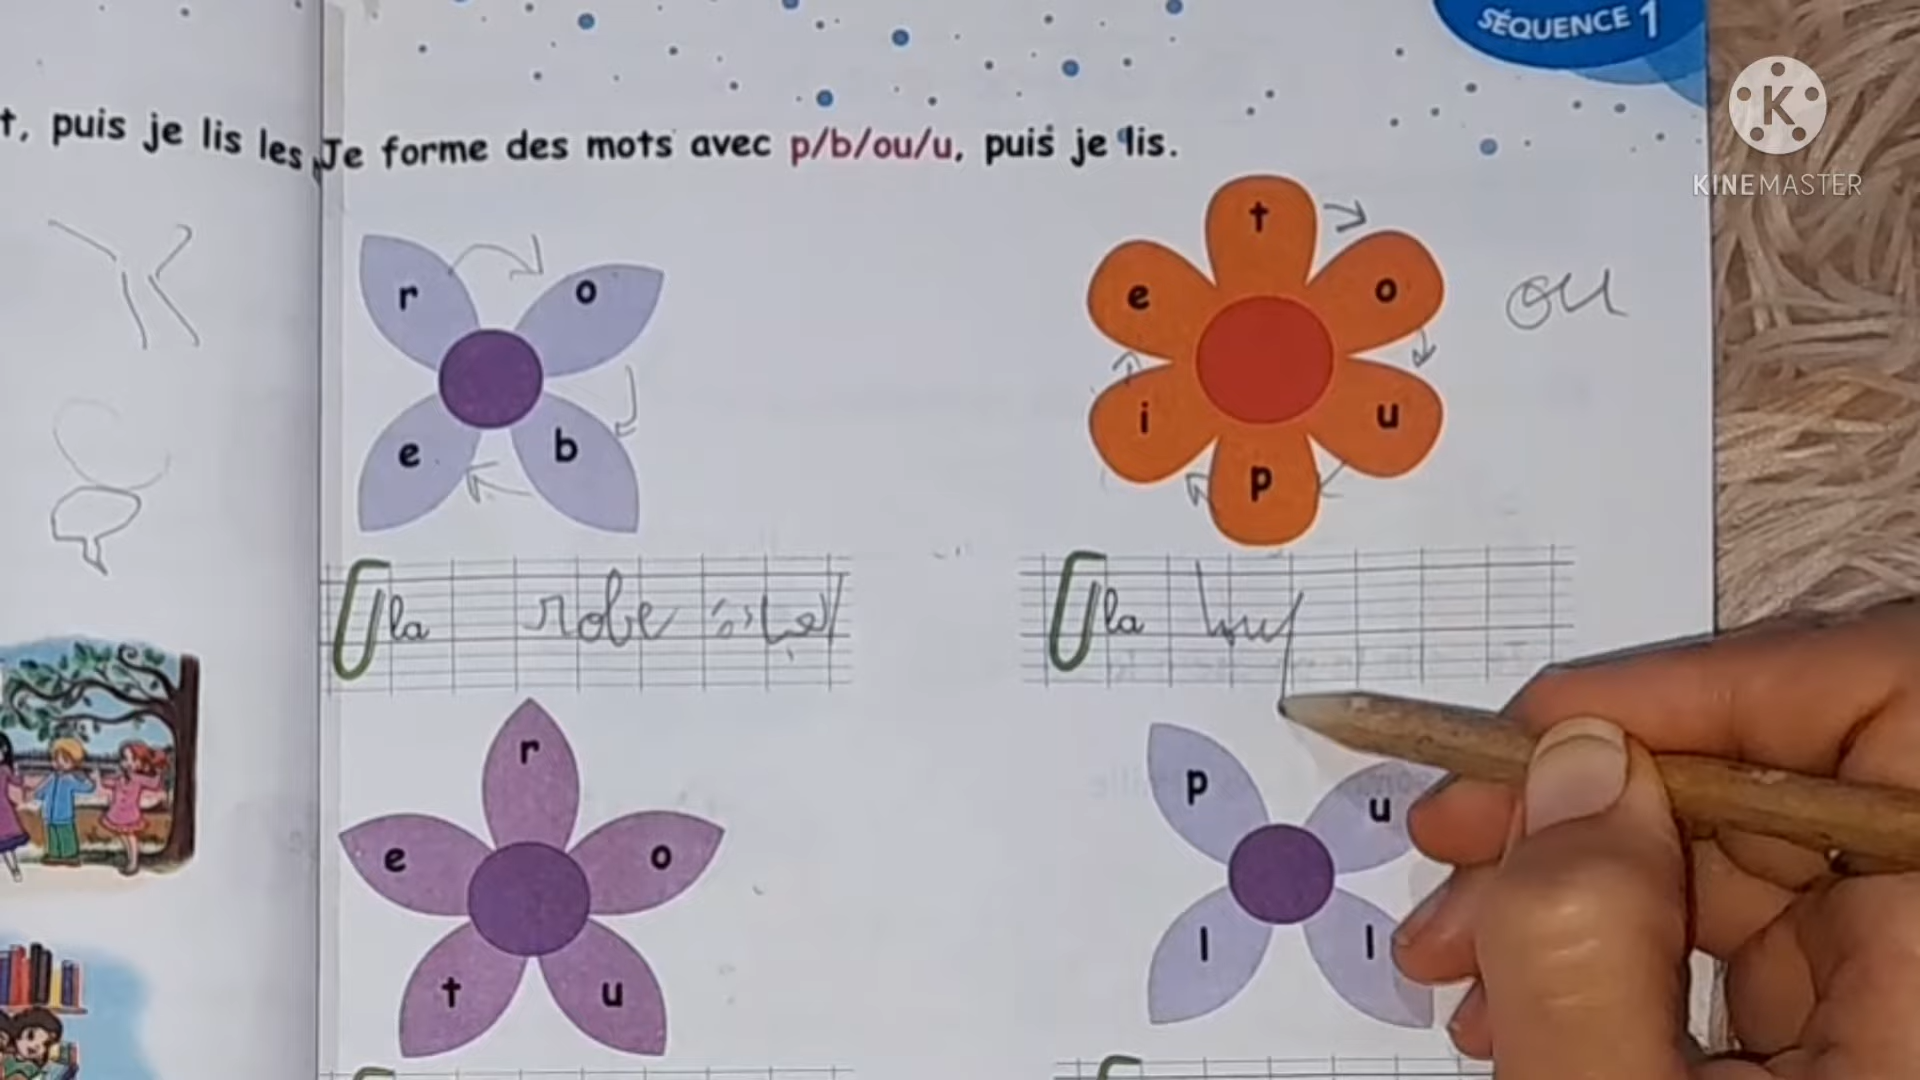 SÉQUENCE 1
K
KINEMASTER
t, puis je lis les
Je forme des mots avec p/b/ou/u, puis je lis.
r
o
e
b
t
e
o
ou
i
u
p
la robe
la
r
e
o
t
u
p
u
l
l